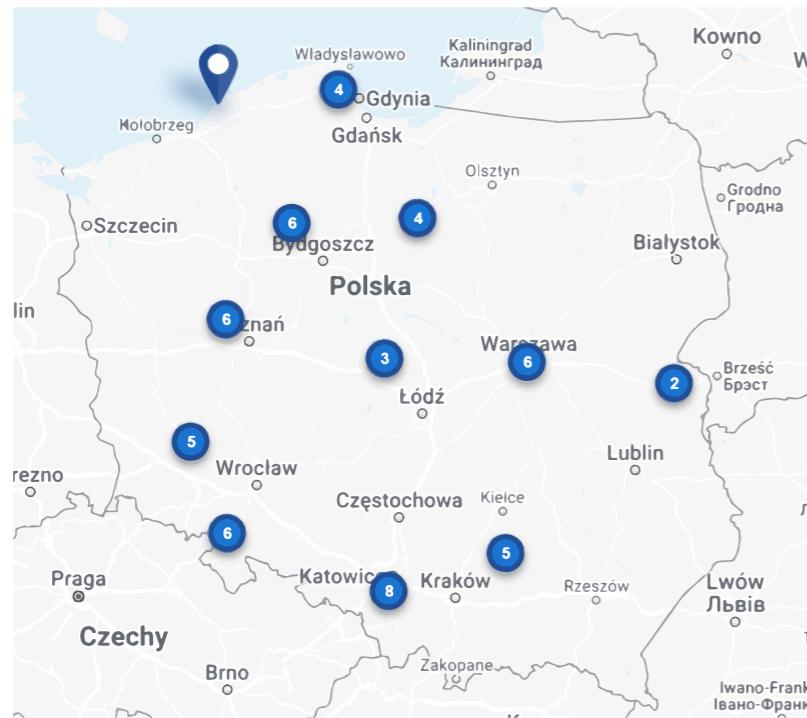 Kowno
W
Władysławowo
Kaliningrad
Калининград
4
Gdynia
Gdańsk
Kołobrzeg
Olsztyn
Grodno
Гродна
Szczecin
6
4
Bydgoszcz
Białystok
Polska
lin
6
znań
Warszawa
6
3
Brześć
Брэст
2
Łódź
5
Wrocław
Lublin
rezno
Częstochowa
Kielce
6
5
Praga
Katowice
8
Kraków
Rzeszów
Lwów
Львів
Czechy
Zakopane
Brno
Iwano-Frank
Івано-Франк